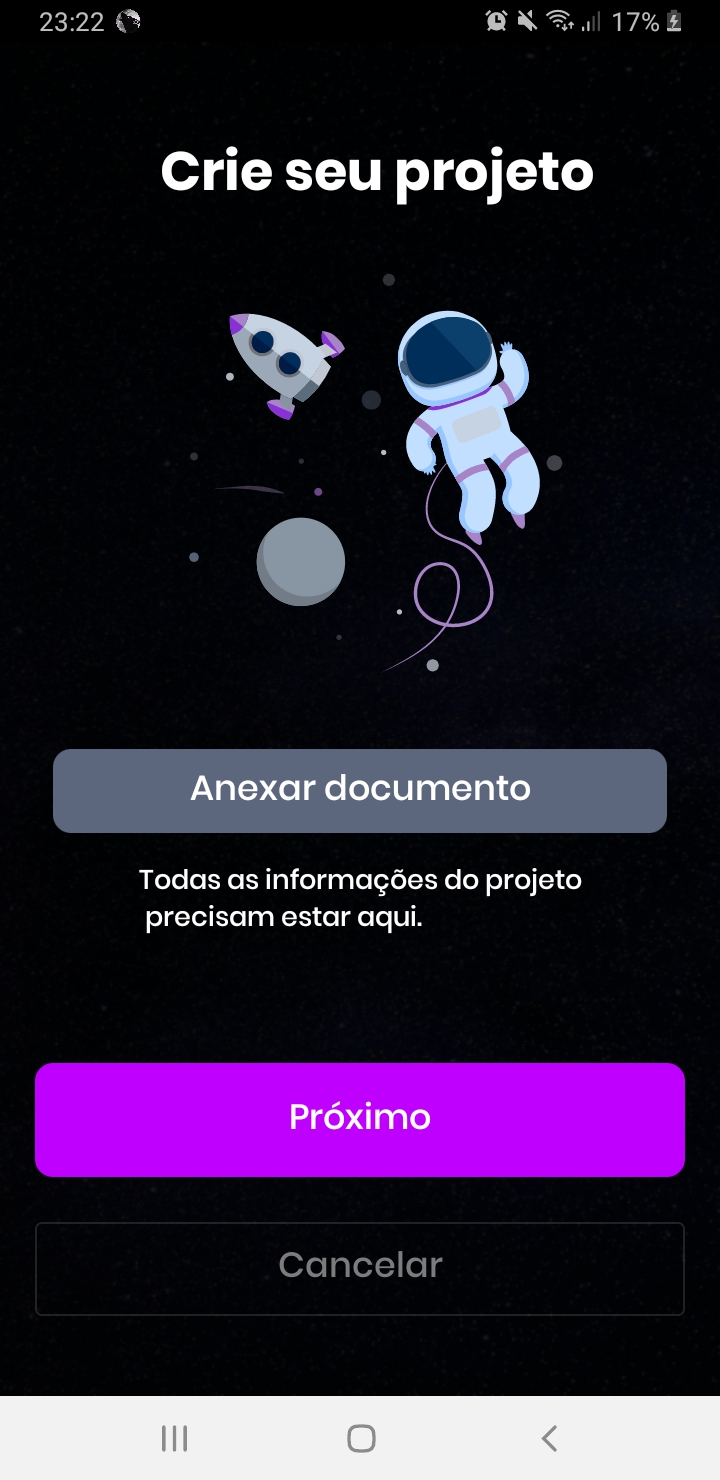 23:22 17%
Crie seu projeto
Anexar documento
Todas as informações do projeto
precisam estar aqui.
Próximo
Cancelar